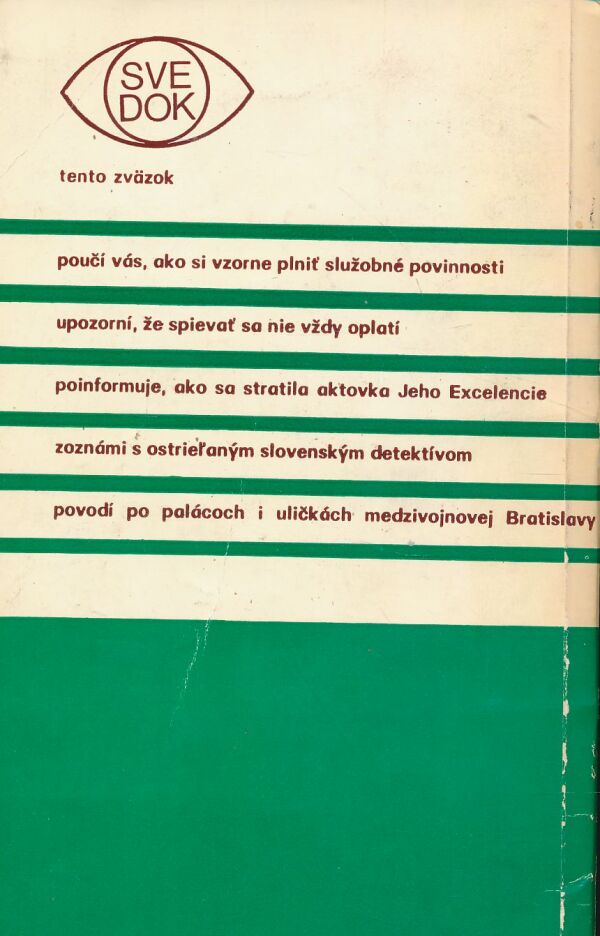 SVE
DOK
tento zväzok
poučí vás, ako si vzorne plniť služobné povinnosti
upozorní, že spievať sa nie vždy oplatí
poinformuje, ako sa stratila aktovka Jeho Excelencie
zoznámi s ostrieľaným slovenským detektívom
povodí po palácoch i uličkách medzivojnovej Bratislavy